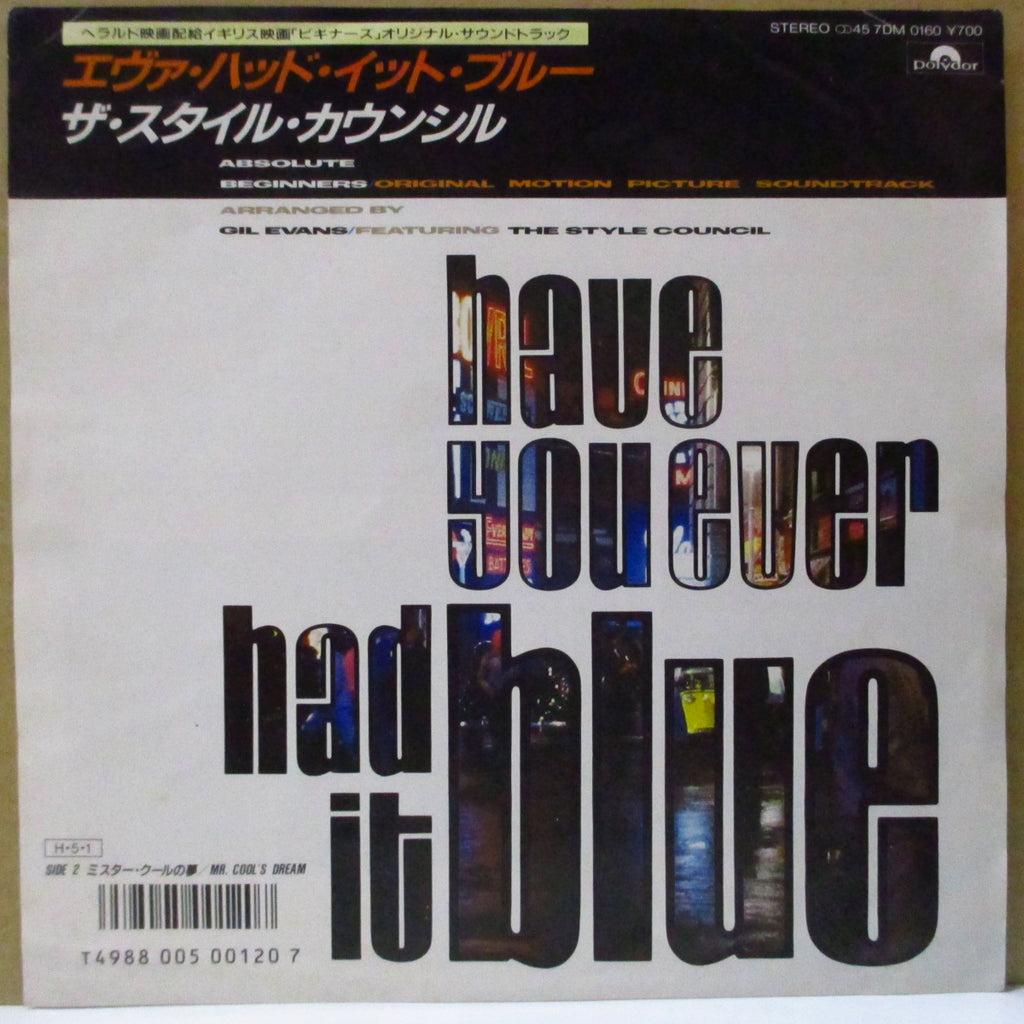 ヘラルド映画配給イギリス映画「ビギナーズ」オリジナル・サウンドトラック
STEREO 45 7DM 0160 ¥700
polydor
エヴァ・ハッド・イット・ブルー
ザ・スタイル・カウンシル
ABSOLUTE
BEGINNERS/ORIGINAL MOTION PICTURE SOUNDTRACK
ARRANGED BY
GIL EVANS/FEATURING THE STYLE COUNCIL
have
you ever
had blue
it
H・5・1
SIDE 2 ミスター・クールの夢/MR. COOL'S DREAM
T4988 005 00120 7